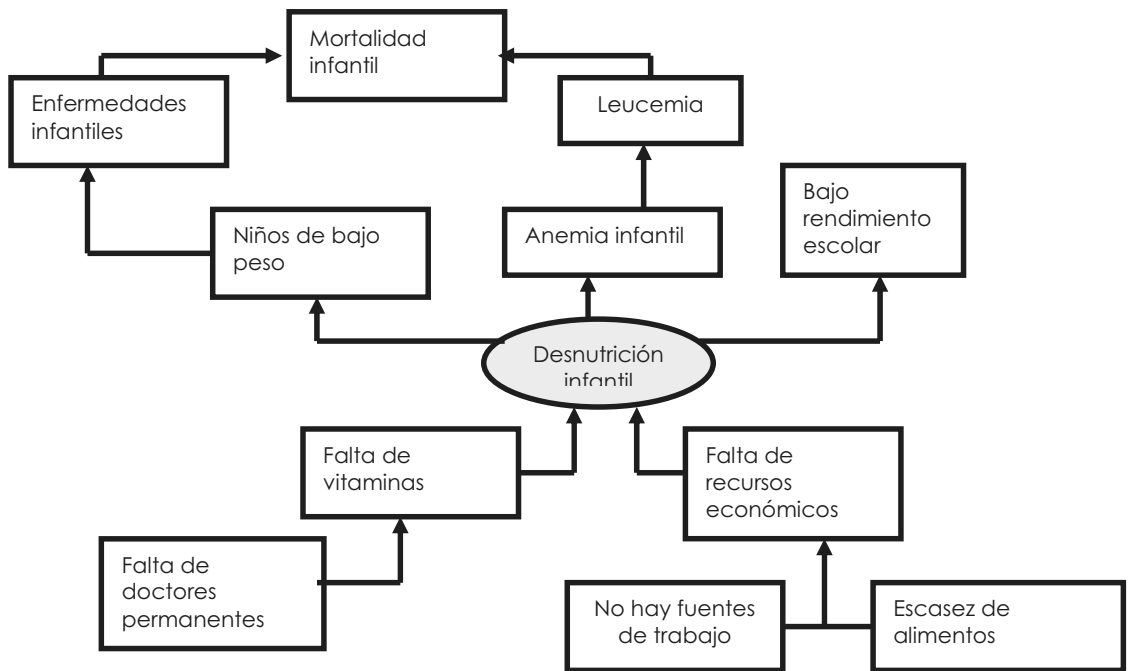 Mortalidad
infantil
Enfermedades
infantiles
Leucemia
Bajo
rendimiento
escolar
Niños de bajo
peso
Anemia infantil
Desnutrición
infantil
Falta de
vitaminas
Falta de
recursos
económicos
Falta de
doctores
permanentes
No hay fuentes
de trabajo
Escasez de
alimentos